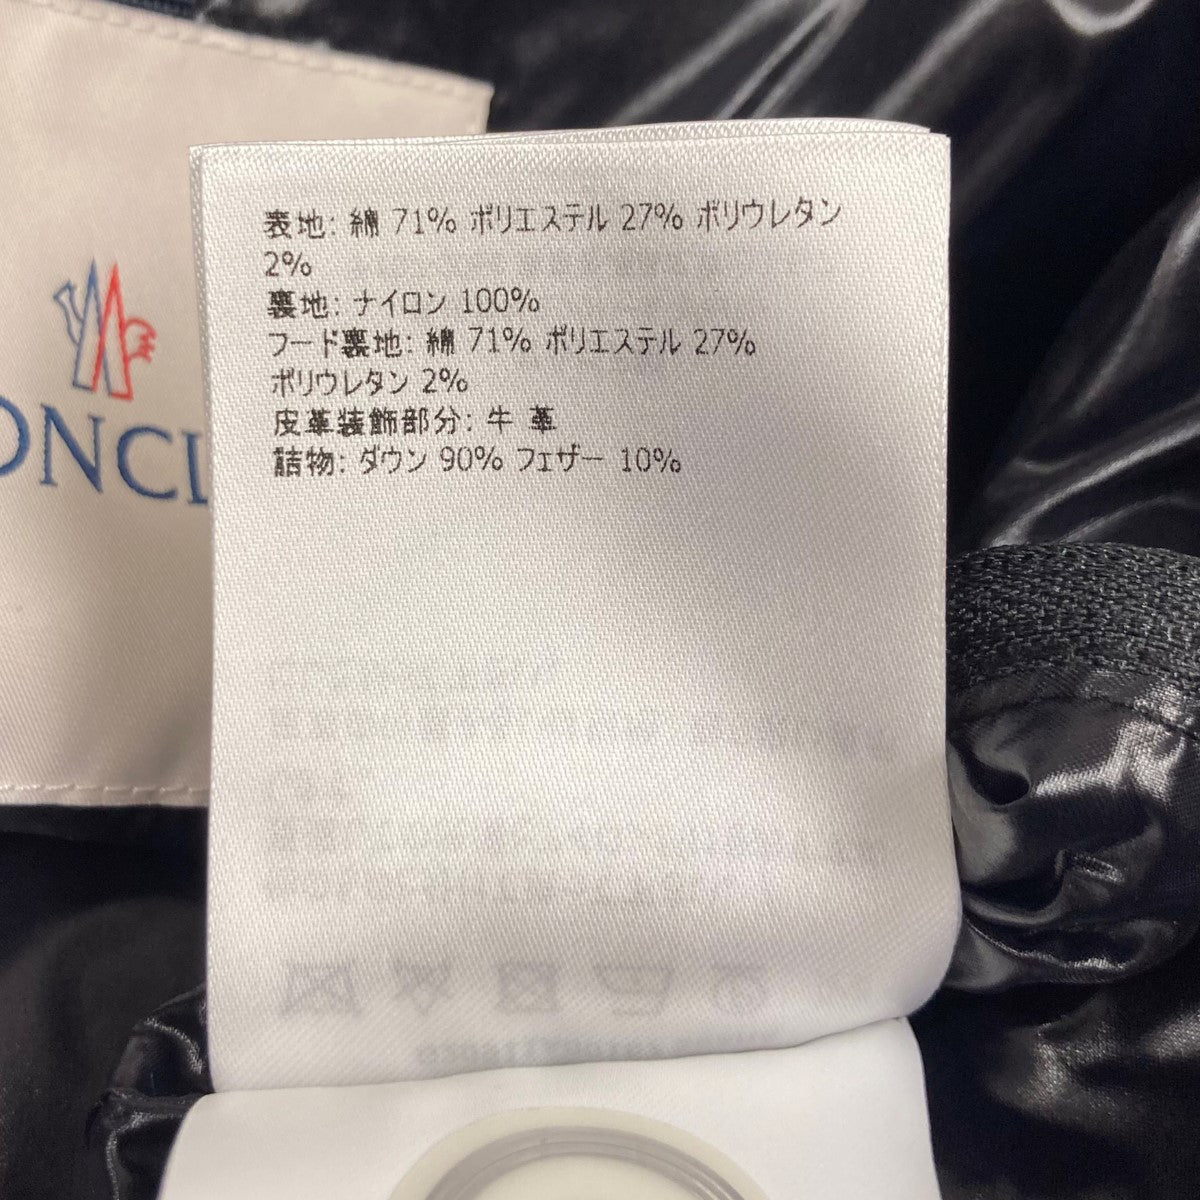 表地: 綿 71% ポリエステル 27% ポリウレタン
2%
裏地: ナイロン 100%
フード裏地: 綿 71% ポリエステル 27%
ポリウレタン 2%
皮革装飾部分: 牛 革
詰物: ダウン 90% フェザー 10%
ONCL